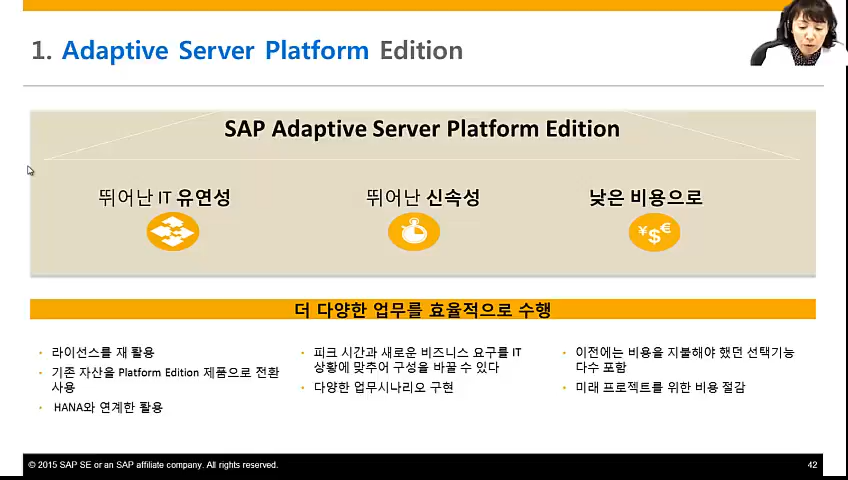 1. Adaptive Server Platform Edition
SAP Adaptive Server Platform Edition
뛰어난 IT 유연성
뛰어난 신속성
낮은 비용으로
¥$€
더 다양한 업무를 효율적으로 수행
• 라이선스를 재 활용
• 기존 자산을 Platform Edition 제품으로 전환
사용
• HANA와 연계한 활용
• 피크 시간과 새로운 비즈니스 요구를 IT
상황에 맞추어 구성을 바꿀 수 있다
• 다양한 업무시나리오 구현
• 이전에는 비용을 지불해야 했던 선택기능
다수 포함
• 미래 프로젝트를 위한 비용 절감
© 2015 SAP SE or an SAP affiliate company. All rights reserved.
42